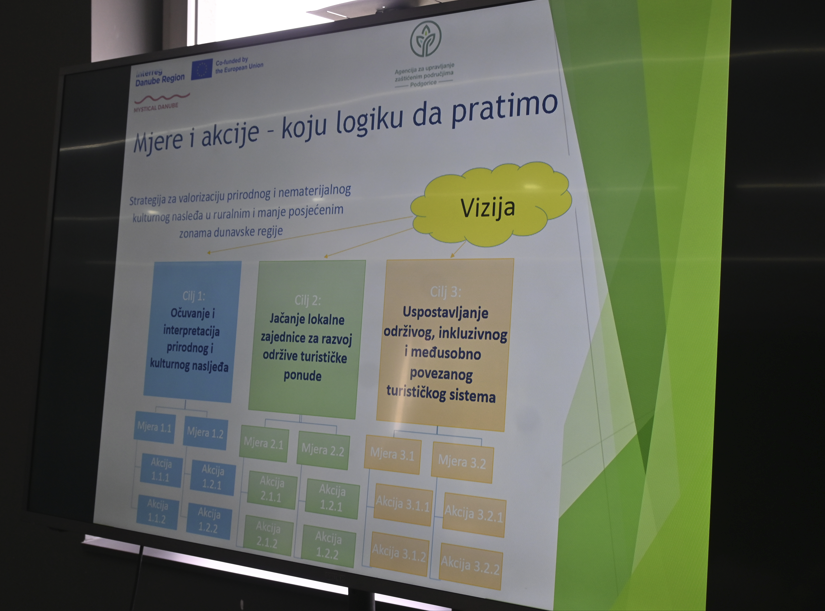 Interreg
Danube Region
Co-funded by
the European Union
MYSTICAL DANUBE
Agencija za upravljanje
zaštićenim područjima
Podgorice
Mjere i akcije - koju logiku da pratimo
Strategija za valorizaciju prirodnog i nematerijalnog
kulturnog nasleđa u ruralnim i manje posjećenim
zonama dunavske regije
Vizija
Cilj 1:
Očuvanje i
interpretacija
prirodnog i
kulturnog nasljeđa
Cilj 2:
Jačanje lokalne
zajednice za razvoj
održive turističke
ponude
Cilj 3:
Uspostavljanje
održivog, inkluzivnog
i međusobno
povezanog
turističkog sistema
Mjera 1.1
Mjera 1.2
Mjera 2.1
Mjera 2.2
Mjera 3.1
Mjera 3.2
Akcija
1.1.1
Akcija
1.2.1
Akcija
2.1.1
Akcija
1.2.1
Akcija 3.1.1
Akcija 3.2.1
Akcija
1.1.2
Akcija
1.2.2
Akcija
2.1.2
Akcija
1.2.2
Akcija 3.1.2
Akcija 3.2.2